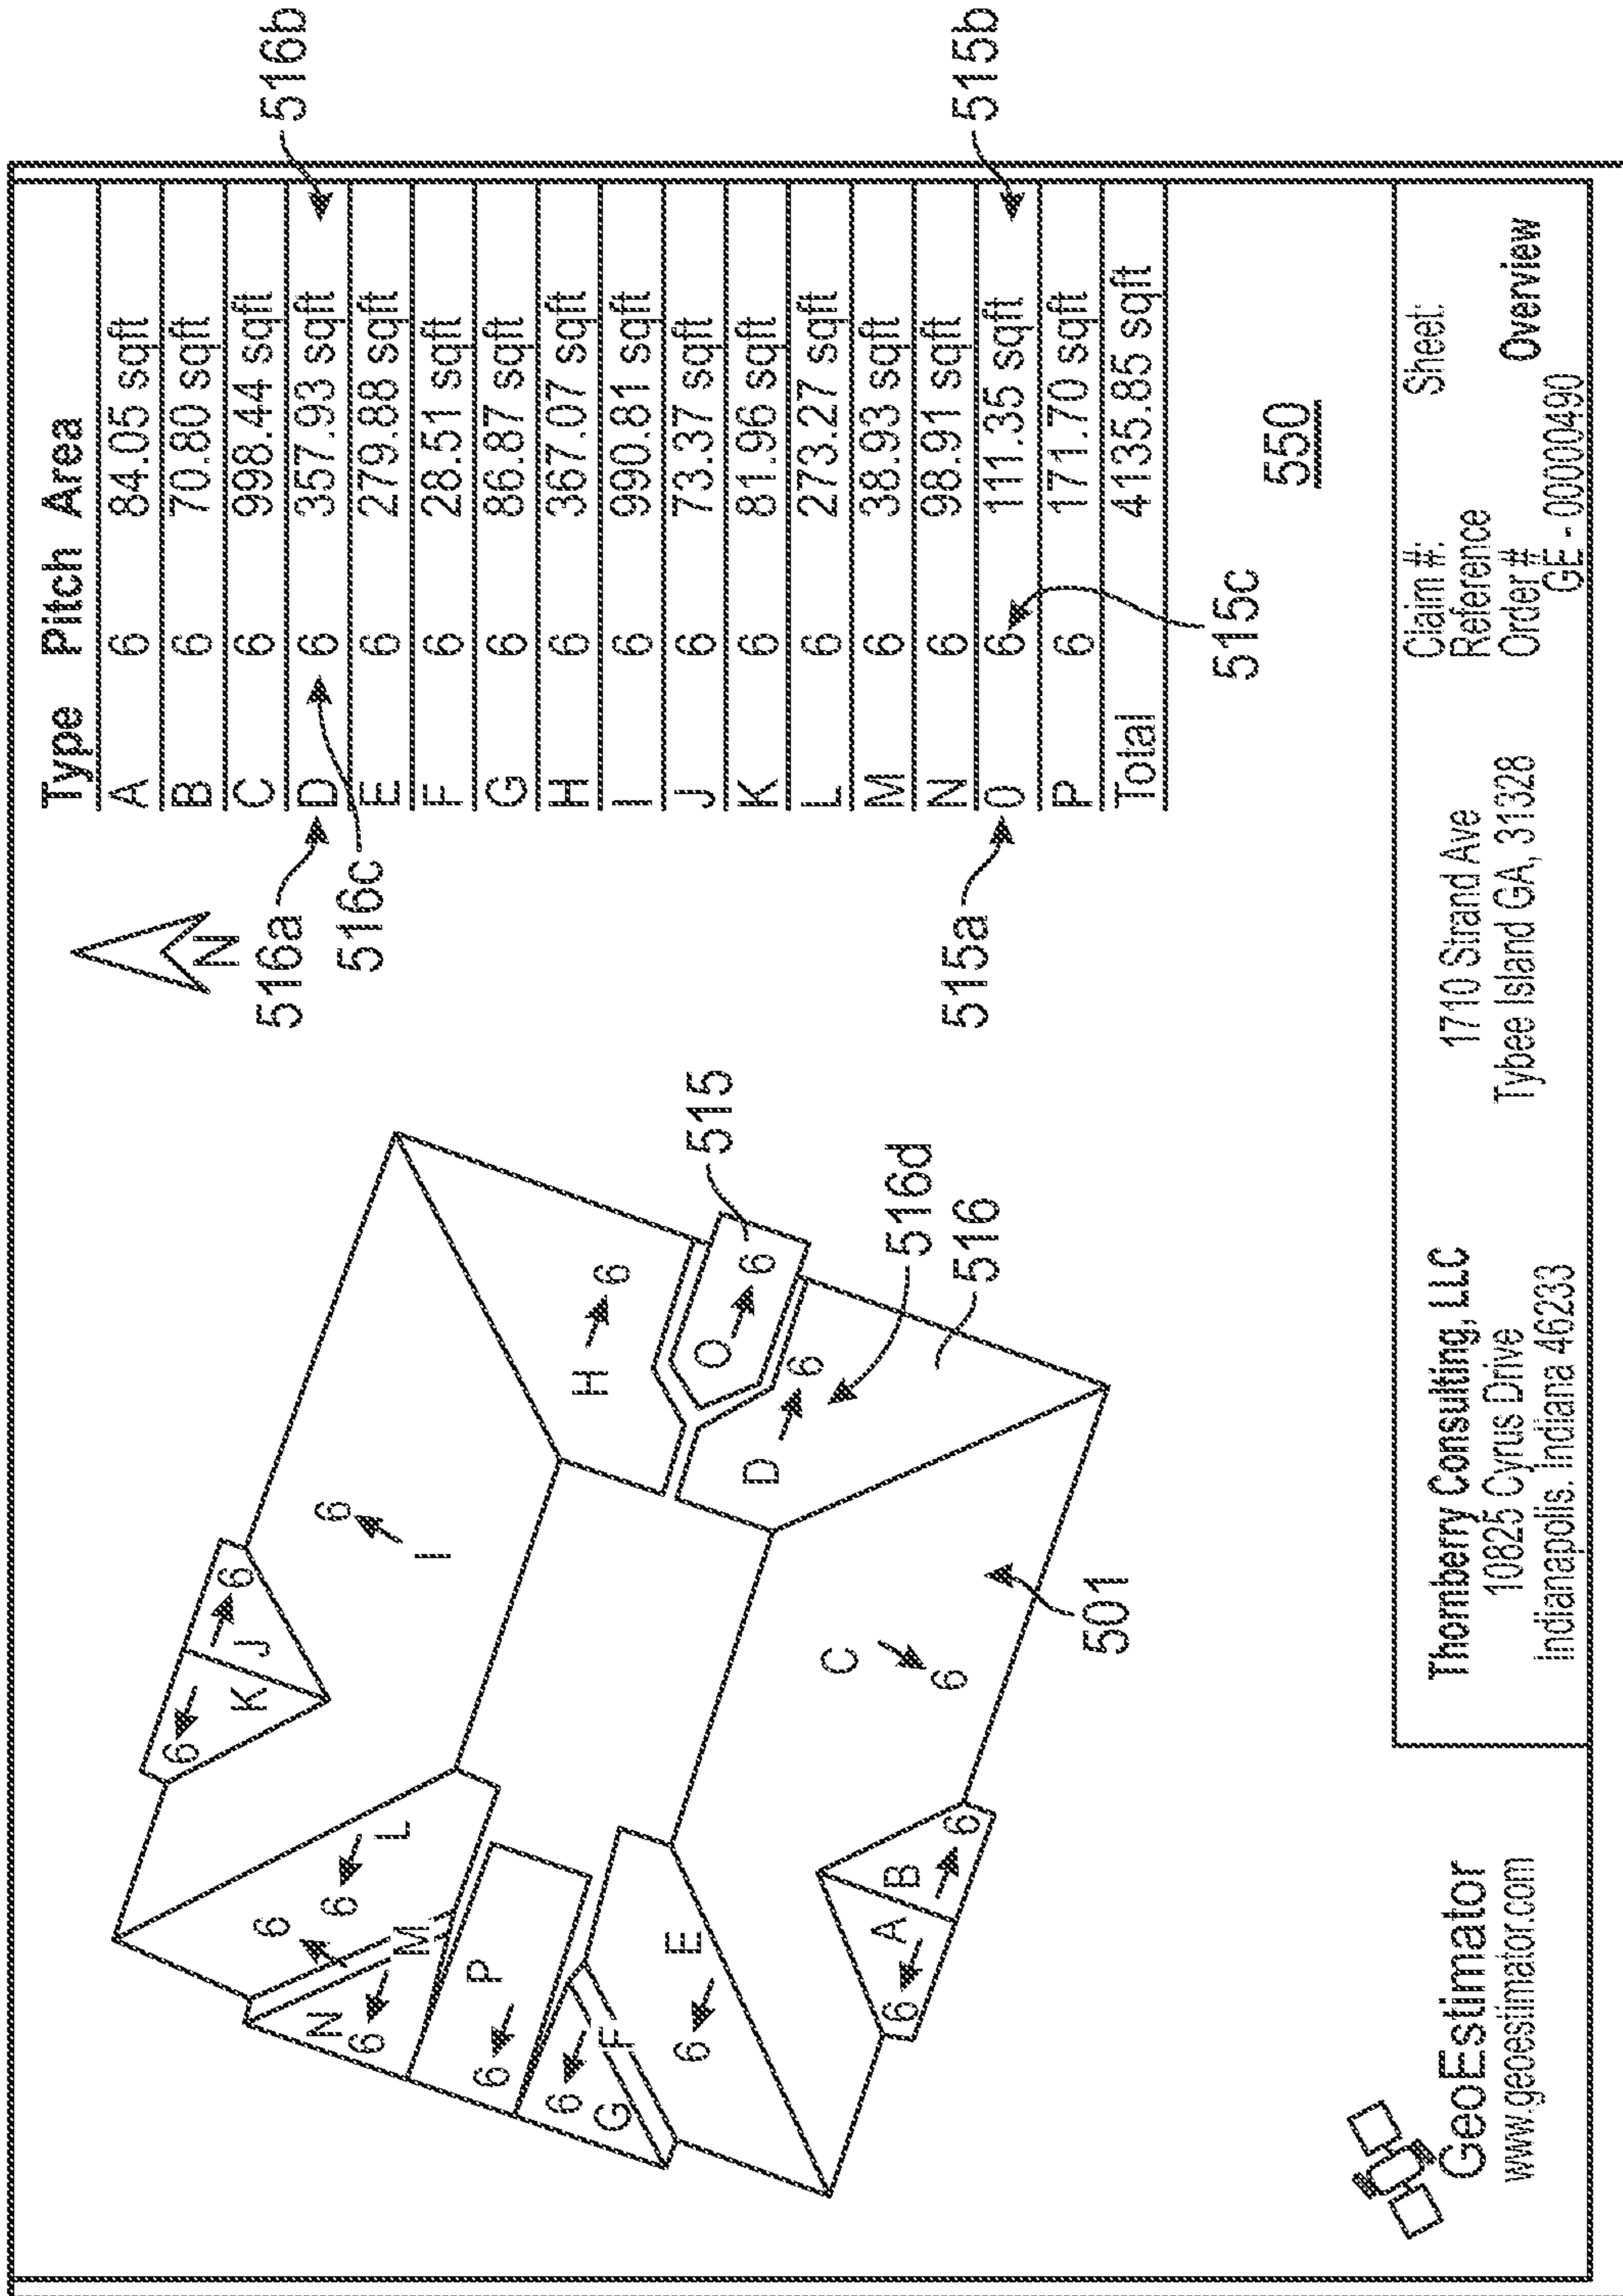 Type Pitch Area
A 6 84.05 sqft
B 6 70.80 sqft
C 6 998.44 sqft
D 6 357.93 sqft
E 6 279.88 sqft
F 6 28.51 sqft
G 6 86.87 sqft
H 6 367.07 sqft
I 6 990.81 sqft
J 6 73.37 sqft
K 6 81.96 sqft
L 6 273.27 sqft
M 6 38.93 sqft
N 6 98.91 sqft
O 6 111.35 sqft
P 6 171.70 sqft
Total 4135.85 sqft
516b
515b
516a
516c
515a
515c
550
N
K 6
J 6
I 6
L 6
M 6
N 6
P 6
H 6
O 6
515
D 6
516d
516
G 6
F
E 6
C 6
501
A 6
B 6
GeoEstimator
www.geoestimator.com
Thornberry Consulting, LLC
10825 Cyrus Drive
Indianapolis. Indiana 46233
1710 Strand Ave
Tybee Island GA, 31328
Claim #: Sheet:
Reference
Order # Overview
GE - 00000490